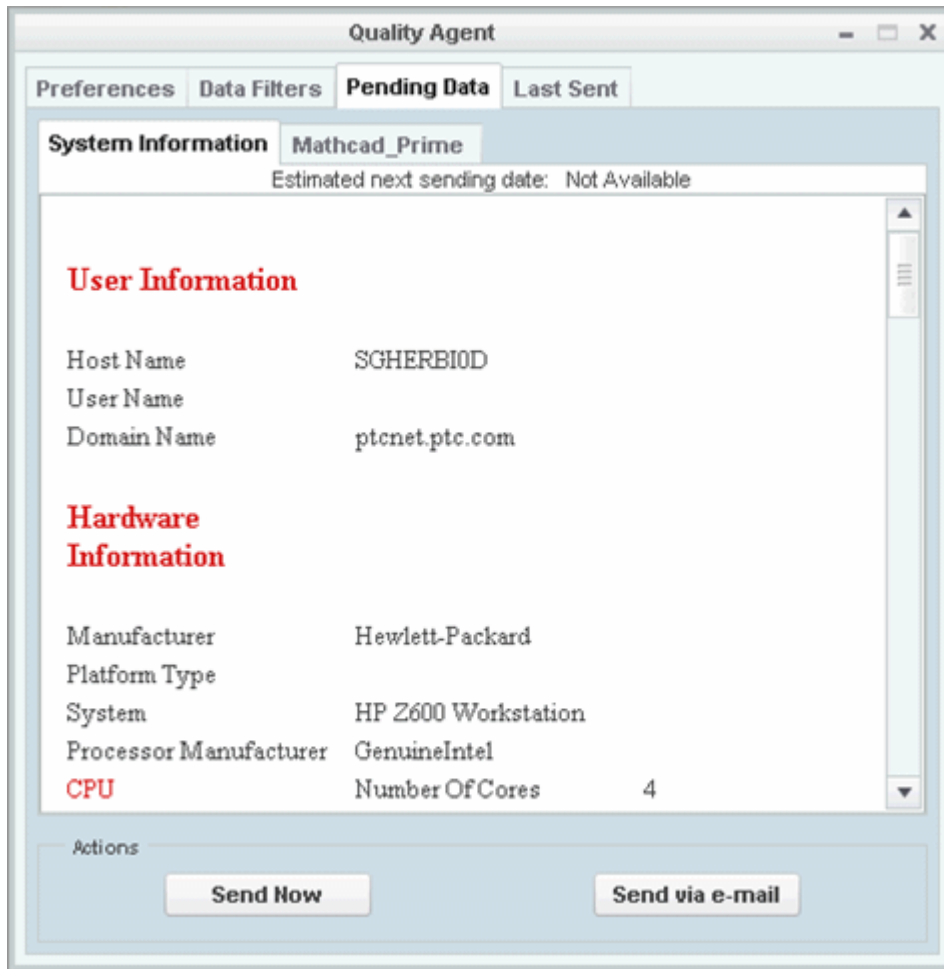 Quality Agent
Preferences Data Filters Pending Data Last Sent
System Information Mathcad_Prime
Estimated next sending date: Not Available
User Information
Host Name SGHERBI0D
User Name
Domain Name ptcnet.ptc.com
Hardware
Information
Manufacturer Hewlett-Packard
Platform Type
System HP Z600 Workstation
Processor Manufacturer GenuineIntel
CPU Number Of Cores 4
Actions
Send Now Send via e-mail